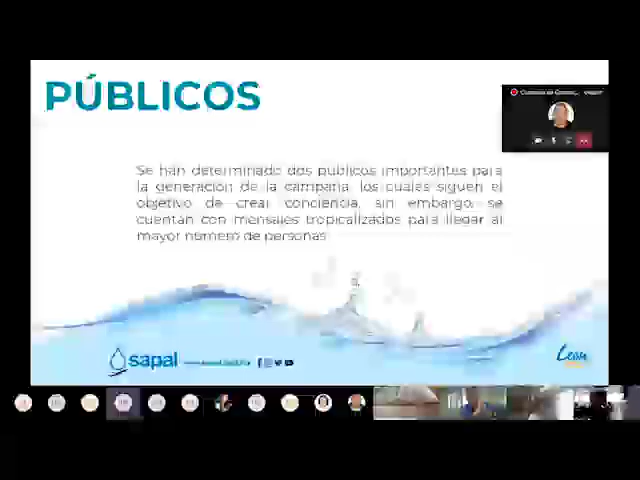 PÚBLICOS
Se han determinado dos públicos importantes para
la generación de la campaña, los cuales siguen el
objetivo de crear conciencia, sin embargo, se
cuentan con mensajes tropicalizados para llegar al
mayor número de personas.
sapal
León